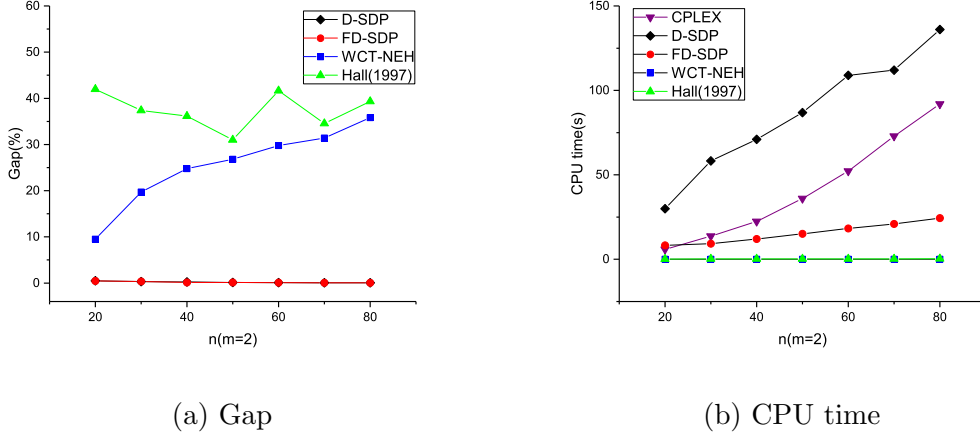 60
50
40
30
20
10
0
Gap(%)
20
40
60
80
n(m=2)
D-SDP
FD-SDP
WCT-NEH
Hall(1997)
(a) Gap
150
100
50
0
CPU time(s)
20
40
60
80
n(m=2)
CPLEX
D-SDP
FD-SDP
WCT-NEH
Hall(1997)
(b) CPU time